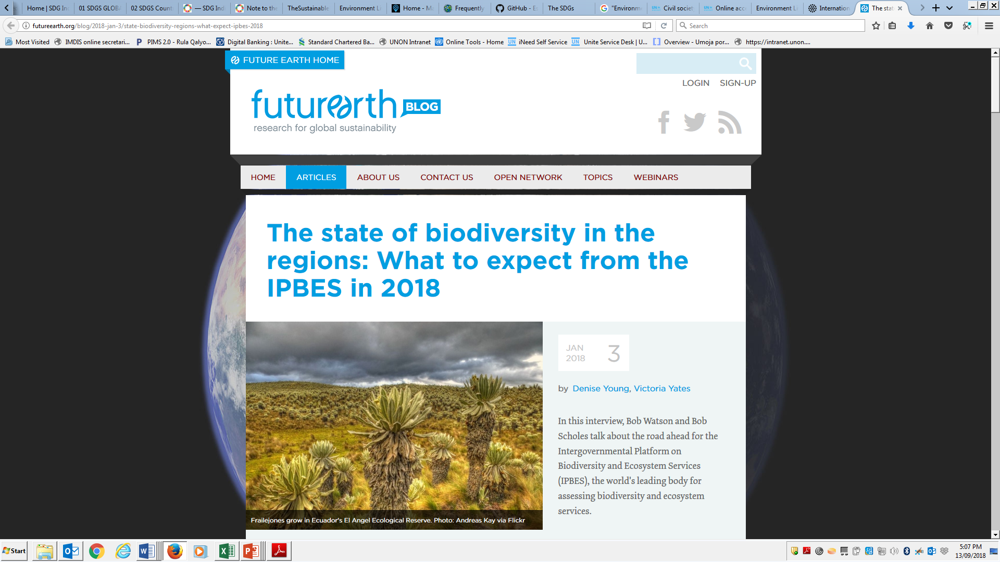 Home | SDG In
01 SDGS GLOBA
02 SDGS Count
— SDG Ind
Note to the
TheSustainable
Environment Li
Home - Ma
Frequently
GitHub - Es
The SDGs
"Environme
Civil societ
Online acce
Environment Li
Internation
The stat
futureearth.org/blog/2018-jan-3/state-biodiversity-regions-what-expect-ipbes-2018
Search
Most Visited
IMDIS online secretari...
PIMS 2.0 - Rula Qalyo...
Digital Banking : Unite...
Standard Chartered Ba...
UNON Intranet
Online Tools - Home
UN iNeed Self Service
UN Unite Service Desk | U...
Overview - Umoja por...
https://intranet.unon....
FUTURE EARTH HOME
LOGIN SIGN-UP
futurearth BLOG
research for global sustainability
HOME ARTICLES ABOUT US CONTACT US OPEN NETWORK TOPICS WEBINARS
The state of biodiversity in the
regions: What to expect from the
IPBES in 2018
JAN
2018
3
by Denise Young, Victoria Yates
In this interview, Bob Watson and Bob
Scholes talk about the road ahead for the
Intergovernmental Platform on
Biodiversity and Ecosystem Services
(IPBES), the world's leading body for
assessing biodiversity and ecosystem
services.
Frailejones grow in Ecuador's El Angel Ecological Reserve. Photo: Andreas Kay via Flickr
Start
5:07 PM
13/09/2018